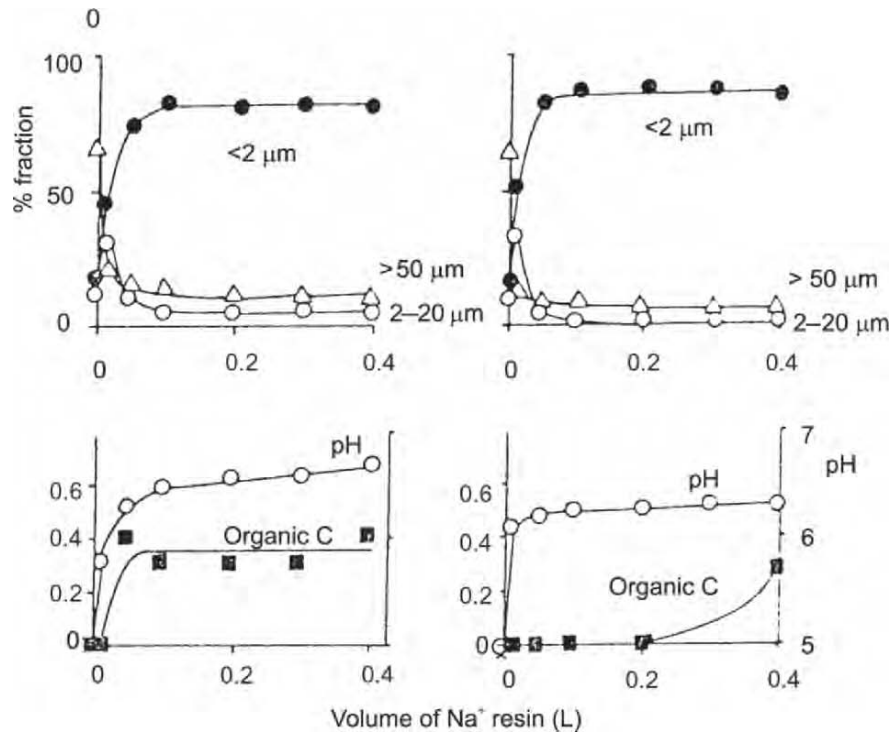 0
100
50
0
% fraction
<2 μm
>50 μm
2–20 μm
0 0.2 0.4
<2 μm
> 50 μm
2–20 μm
0 0.2 0.4
0.6
0.4
0.2
0
pH
Organic C
0 0.2 0.4
0.6
0.4
0.2
0
pH
Organic C
7
6
5
pH
0 0.2 0.4
Volume of Na⁺ resin (L)